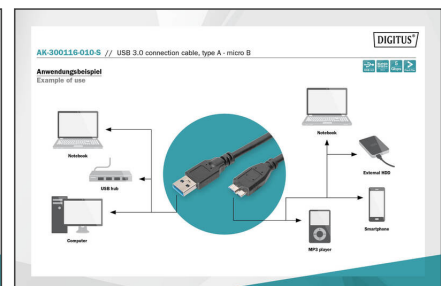 DIGITUS®
AK-300116-010-S // USB 3.0 connection cable, type A - micro B
Anwendungsbeispiel
Example of use
Notebook
USB hub
Computer
Notebook
External HDD
Smartphone
MP3 player